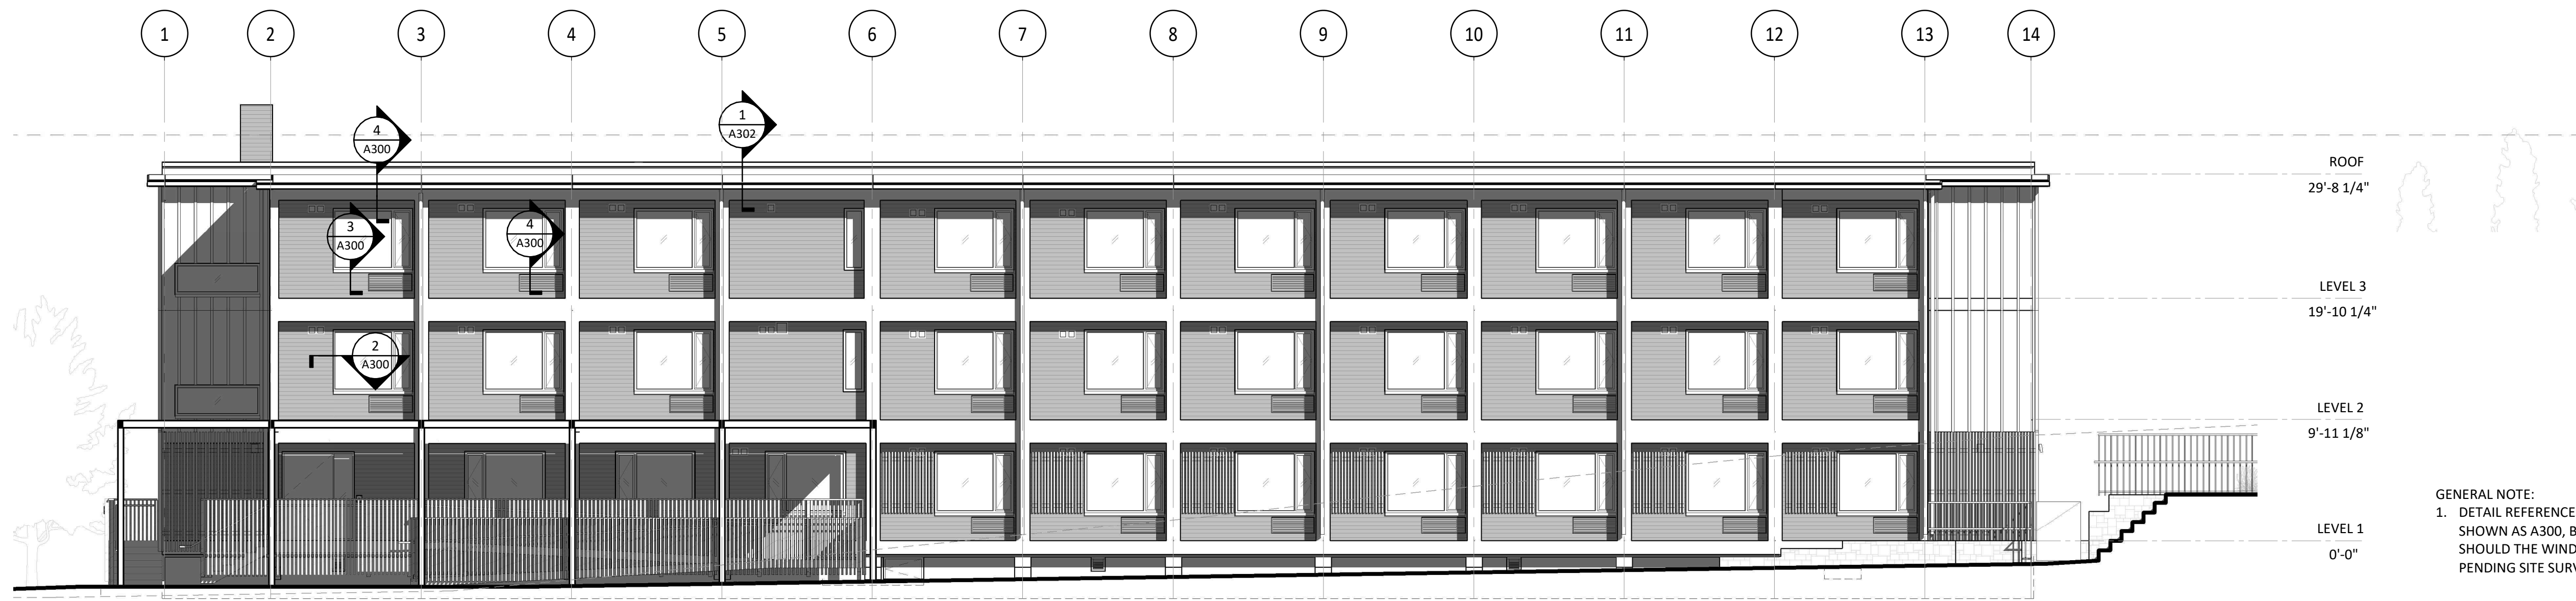 1 2 3 4 5 6 7 8 9 10 11 12 13 14
4
A300
1
A302
3
A300
4
A300
2
A300
ROOF
29'-8 1/4"
LEVEL 3
19'-10 1/4"
LEVEL 2
9'-11 1/8"
LEVEL 1
0'-0"
GENERAL NOTE:
1. DETAIL REFERENCE
SHOWN AS A300, B
SHOULD THE WIND
PENDING SITE SURV